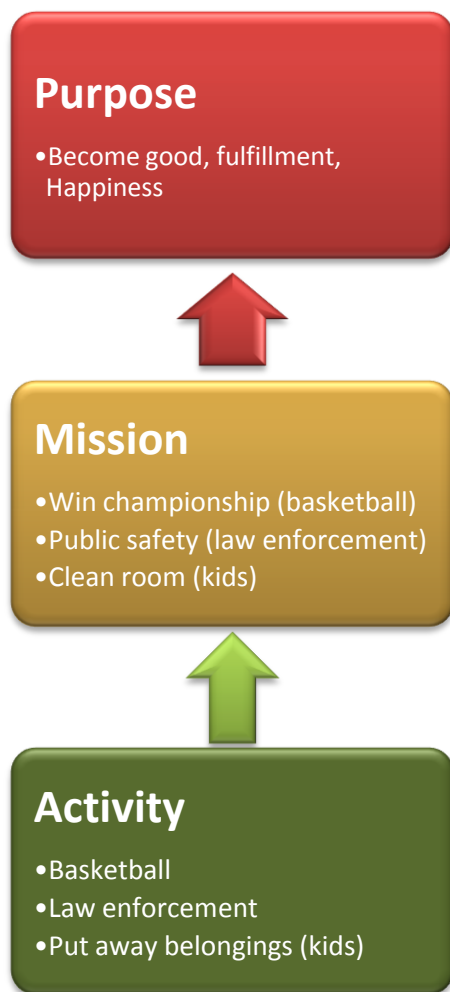 Purpose
•Become good, fulfillment,
Happiness
Mission
•Win championship (basketball)
•Public safety (law enforcement)
•Clean room (kids)
Activity
•Basketball
•Law enforcement
•Put away belongings (kids)